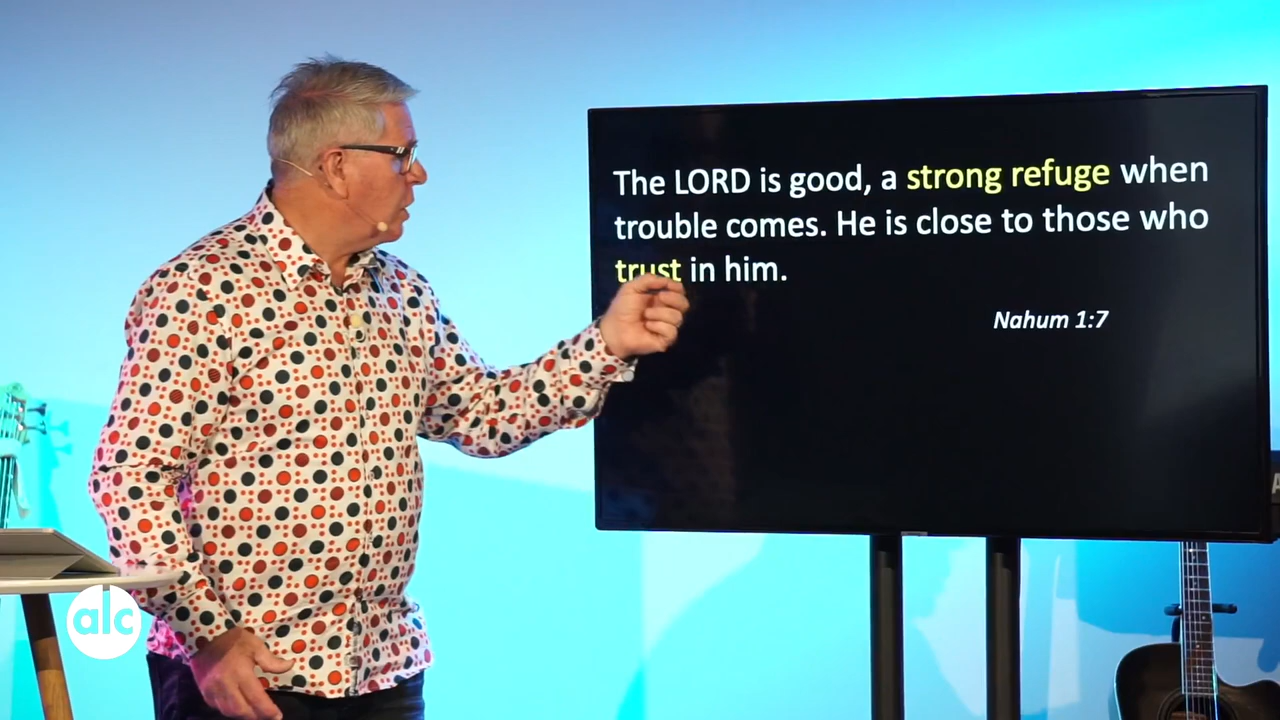 The LORD is good, a strong refuge when
trouble comes. He is close to those who
trust in him.
Nahum 1:7
alc